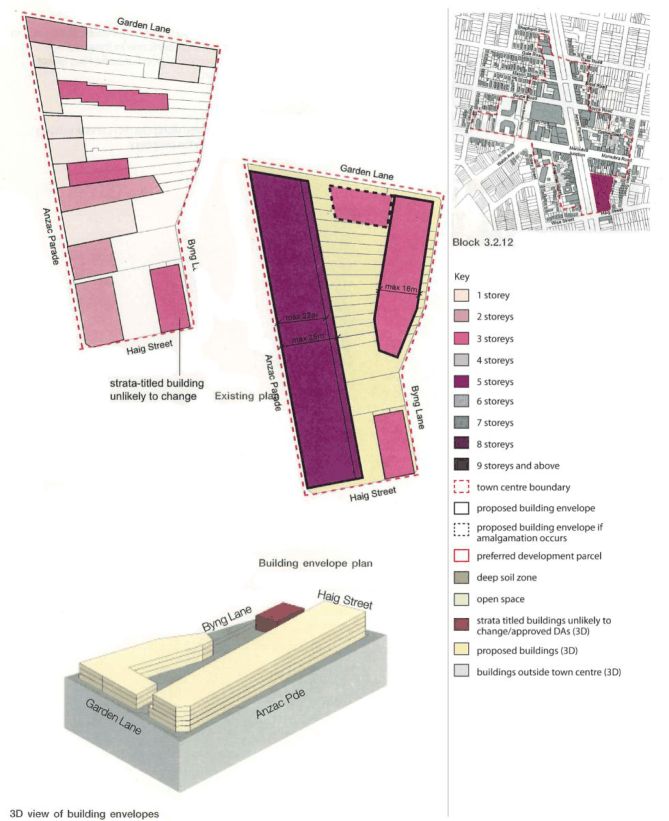 Garden Lane
Anzac Parade
Byng L
Haig Street
strata-titled building
unlikely to change
Existing plan
Garden Lane
max 18m
max 22m
max 25m
Anzac Parade
Byng Lane
Haig Street
Building envelope plan
Byng Lane
Haig Street
Garden Lane
Anzac Pde
3D view of building envelopes
Block 3.2.12
Key
1 storey
2 storeys
3 storeys
4 storeys
5 storeys
6 storeys
7 storeys
8 storeys
9 storeys and above
town centre boundary
proposed building envelope
proposed building envelope if
amalgamation occurs
preferred development parcel
deep soil zone
open space
strata titled buildings unlikely to
change/approved DAs (3D)
proposed buildings (3D)
buildings outside town centre (3D)